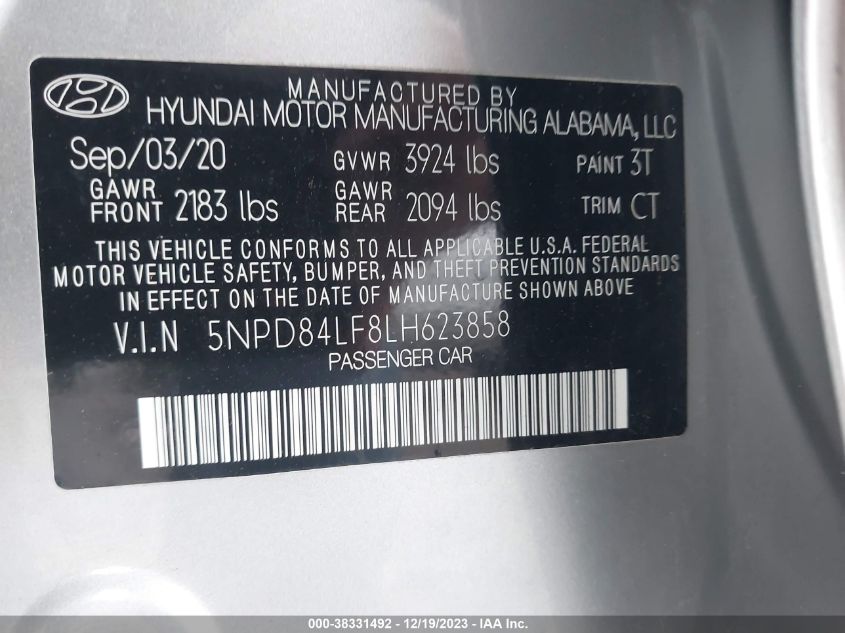 MANUFACTURED BY
HYUNDAI MOTOR MANUFACTURING ALABAMA, LLC
Sep/03/20 GVWR 3924 lbs PAINT 3T
GAWR FRONT 2183 lbs GAWR REAR 2094 lbs TRIM CT
THIS VEHICLE CONFORMS TO ALL APPLICABLE U.S.A. FEDERAL
MOTOR VEHICLE SAFETY, BUMPER, AND THEFT PREVENTION STANDARDS
IN EFFECT ON THE DATE OF MANUFACTURE SHOWN ABOVE
V.I.N 5NPD84LF8LH623858
PASSENGER CAR
000-38331492 - 12/19/2023 - IAA Inc.